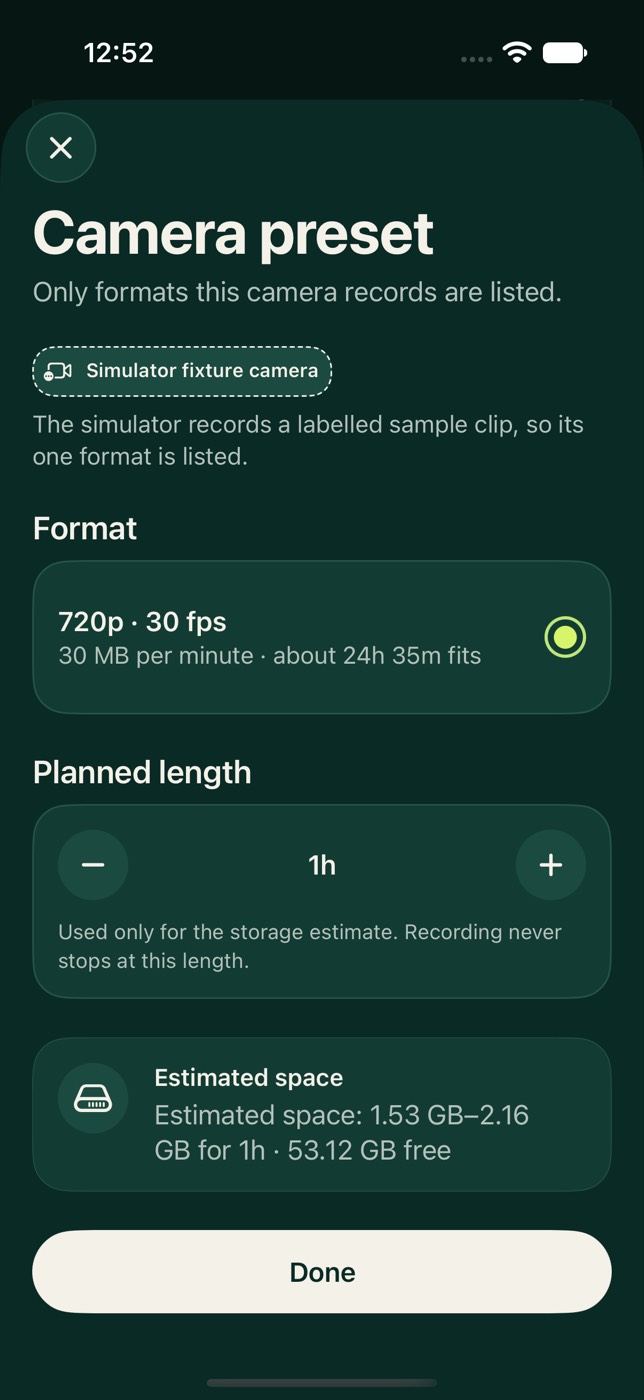 12:52
Camera preset
Only formats this camera records are listed.
Simulator fixture camera
The simulator records a labelled sample clip, so its
one format is listed.
Format
720p · 30 fps
30 MB per minute · about 24h 35m fits
Planned length
1h
Used only for the storage estimate. Recording never
stops at this length.
Estimated space
Estimated space: 1.53 GB–2.16
GB for 1h · 53.12 GB free
Done